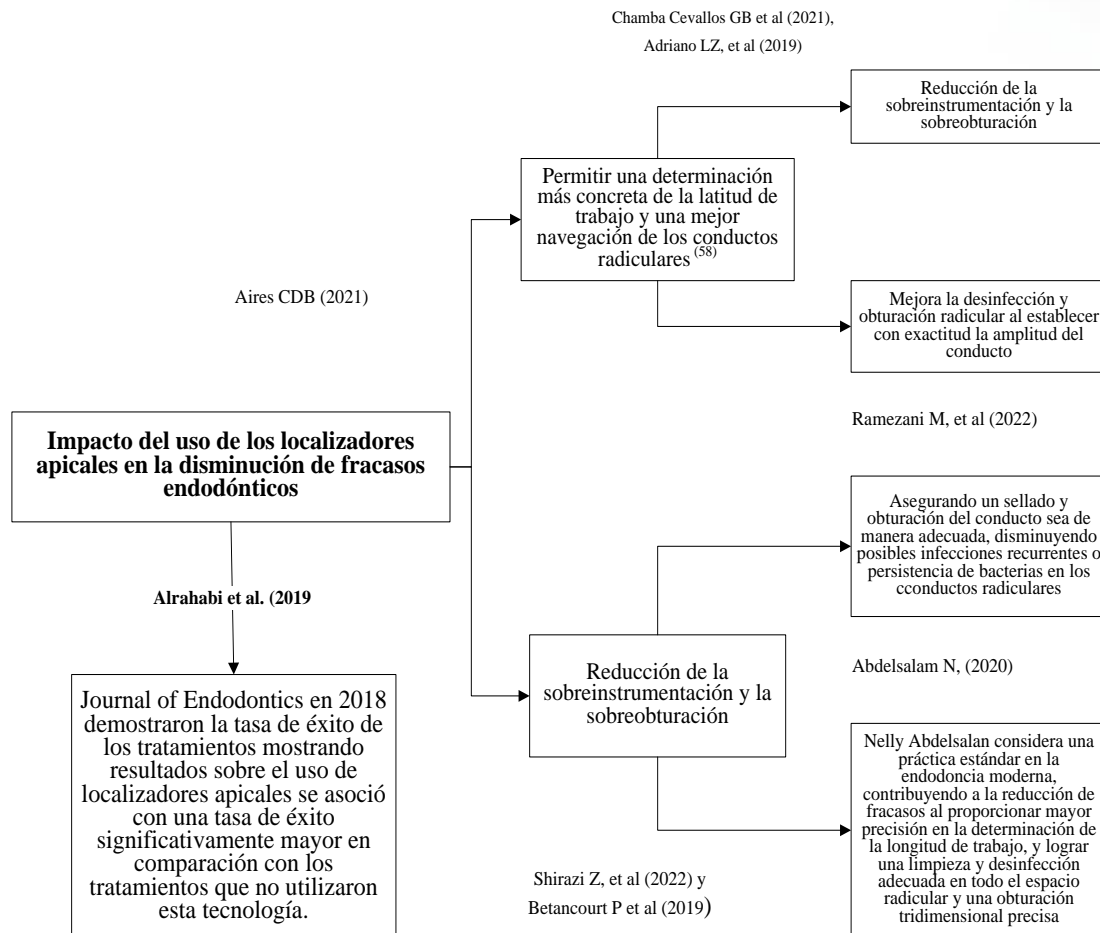 Chamba Cevallos GB et al (2021),
Adriano LZ, et al (2019)
Reducción de la
sobreinstrumentación y la
sobreobturación
Permitir una determinación
más concreta de la latitud de
trabajo y una mejor
navegación de los conductos
radiculares (58)
Aires CDB (2021)
Mejora la desinfección y
obturación radicular al establecer
con exactitud la amplitud del
conducto
Ramezani M, et al (2022)
Impacto del uso de los localizadores
apicales en la disminución de fracasos
endodónticos
Asegurando un sellado y
obturación del conducto sea de
manera adecuada, disminuyendo
posibles infecciones recurrentes o
persistencia de bacterias en los
cconductos radiculares
Alrahabi et al. (2019
Abdelsalam N, (2020)
Reducción de la
sobreinstrumentación y la
sobreobturación
Journal of Endodontics en 2018
demostraron la tasa de éxito de
los tratamientos mostrando
resultados sobre el uso de
localizadores apicales se asoció
con una tasa de éxito
significativamente mayor en
comparación con los
tratamientos que no utilizaron
esta tecnología.
Nelly Abdelsalan considera una
práctica estándar en la
endodoncia moderna,
contribuyendo a la reducción de
fracasos al proporcionar mayor
precisión en la determinación de
la longitud de trabajo, y lograr
una limpieza y desinfección
adecuada en todo el espacio
radicular y una obturación
tridimensional precisa
Shirazi Z, et al (2022) y
Betancourt P et al (2019)